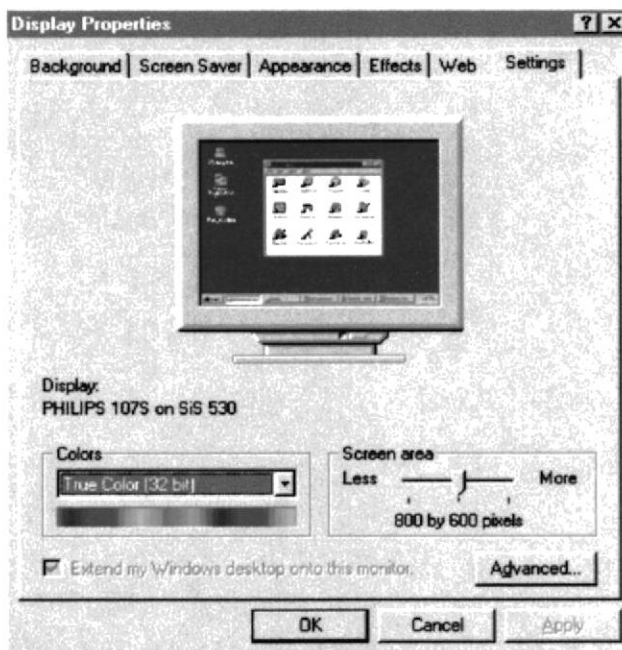 Display Properties
Background Screen Saver Appearance Effects Web Settings
Display:
PHILIPS 107S on SiS 530
Colors
True Color (32 bit)
Screen area
Less More
800 by 600 pixels
Extend my Windows desktop onto this monitor.
Advanced...
OK Cancel Apply